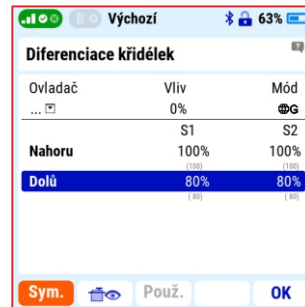 B Výchozí 63%
Diferenciace křidélek
Ovladač Vliv Mód
... 0% G
S1 S2
Nahoru 100% 100%
(100) (100)
Dolů 80% 80%
( 80) ( 80)
Sym. Použ. OK